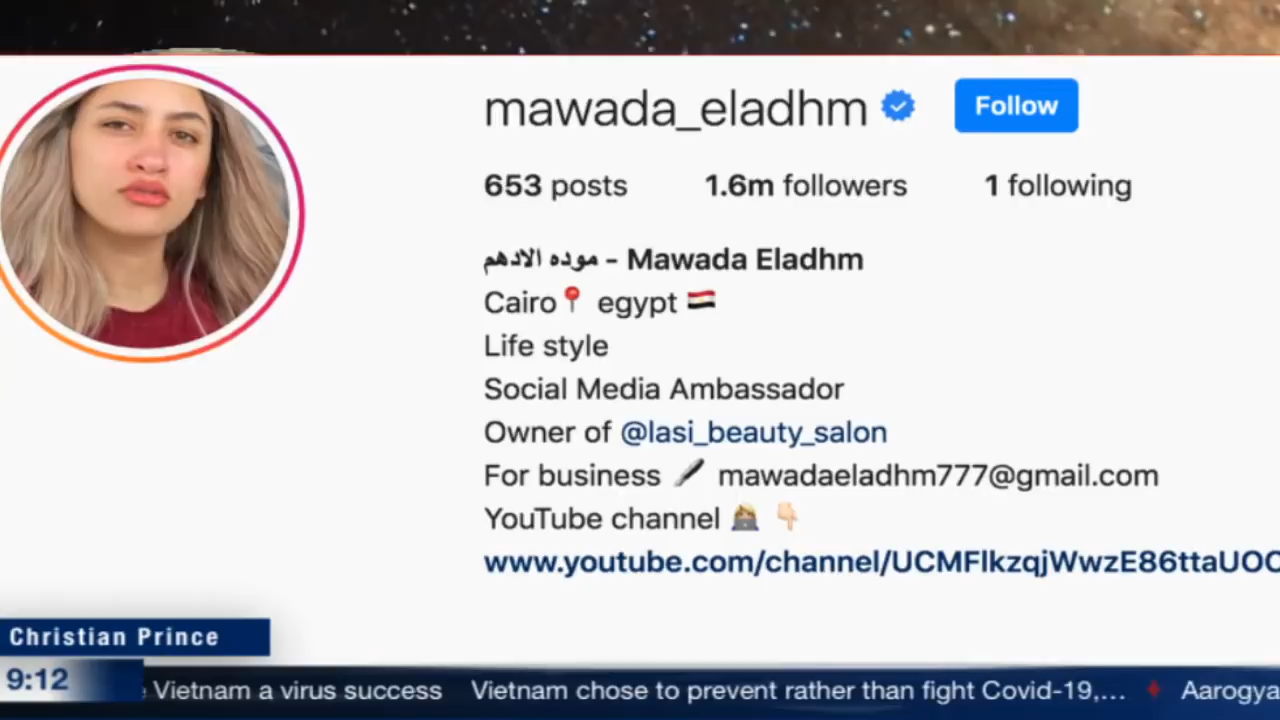 mawada_eladhm Follow
653 posts 1.6m followers 1 following
موده الادهم - Mawada Eladhm
Cairo📍 egypt 🇪🇬
Life style
Social Media Ambassador
Owner of @lasi_beauty_salon
For business 🖋 mawadaeladhm777@gmail.com
YouTube channel 👩🏼‍💻 👇🏻
www.youtube.com/channel/UCMFlkzqjWwzE86ttaUOC
Christian Prince
9:12
Vietnam a virus success Vietnam chose to prevent rather than fight Covid-19,... Aarogya